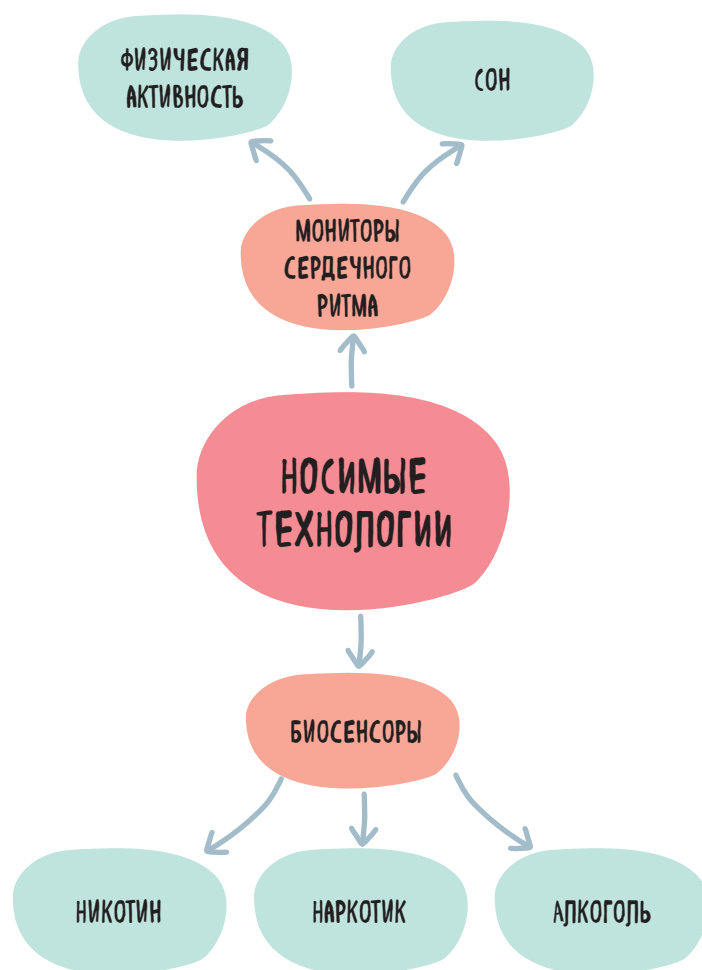 ФИЗИЧЕСКАЯ
АКТИВНОСТЬ
СОН
МОНИТОРЫ
СЕРДЕЧНОГО
РИТМА
НОСИМЫЕ
ТЕХНОЛОГИИ
БИОСЕНСОРЫ
НИКОТИН
НАРКОТИК
АЛКОГОЛЬ